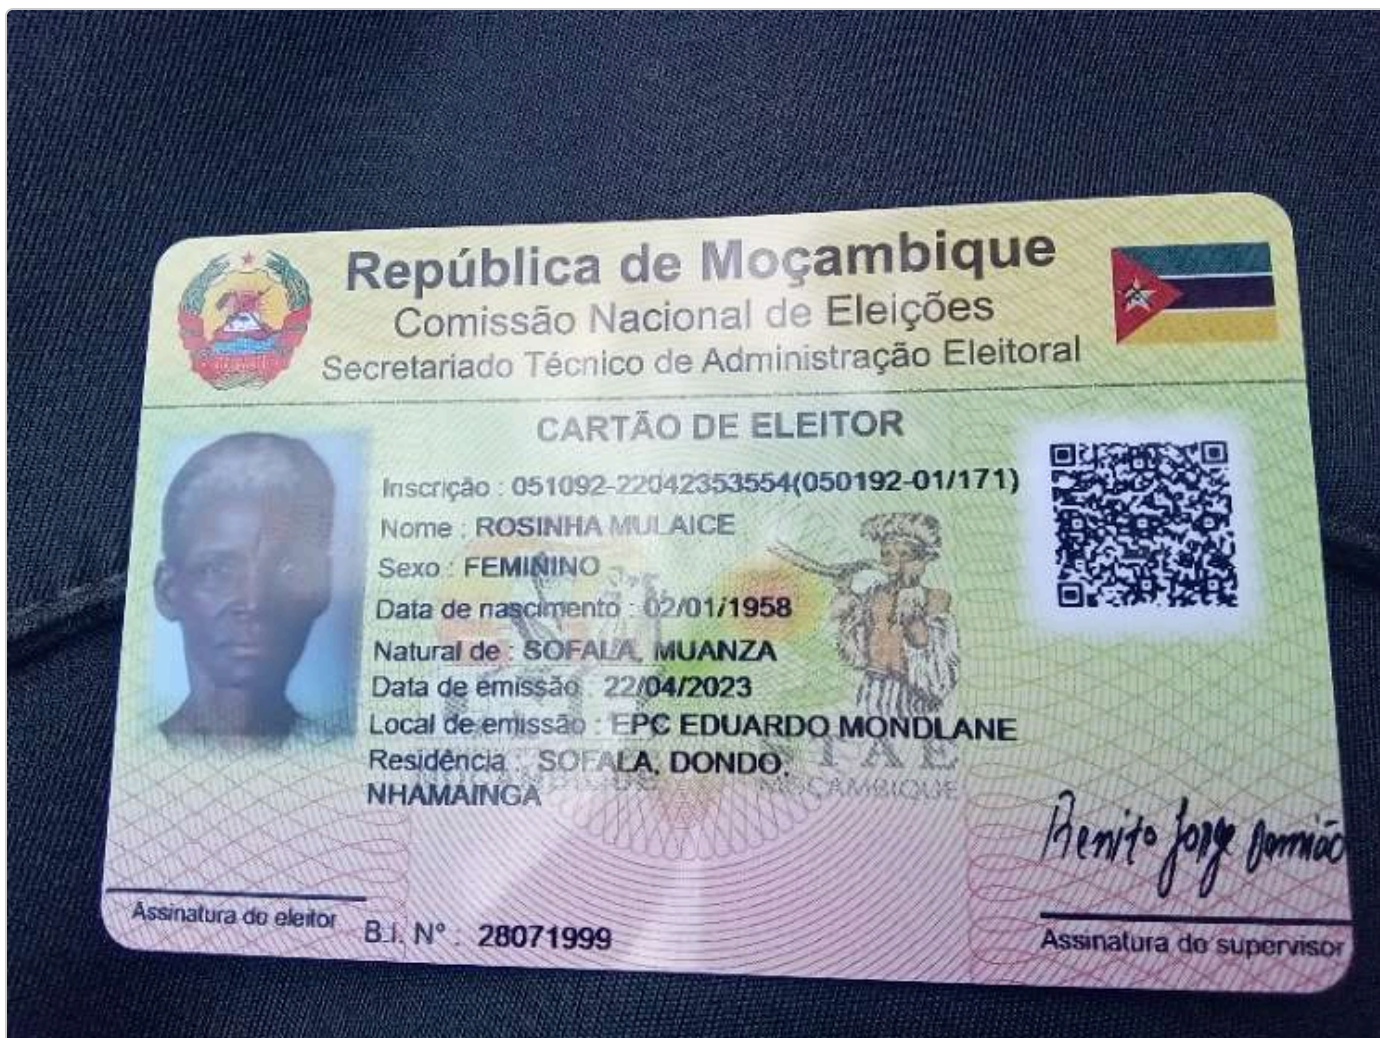 República de Moçambique
Comissão Nacional de Eleições
Secretariado Técnico de Administração Eleitoral
CARTÃO DE ELEITOR
Inscrição : 051092-22042353554(050192-01/171)
Nome : ROSINHA MULAICE
Sexo : FEMININO
Data de nascimento : 02/01/1958
Natural de : SOFALA, MUANZA
Data de emissão : 22/04/2023
Local de emissão : EPC EDUARDO MONDLANE
Residência : SOFALA, DONDO,
NHAMAINGA
STAE
MOÇAMBIQUE
Benito Jorge Damião
Assinatura do eleitor
B.I. Nº : 28071999
Assinatura do supervisor